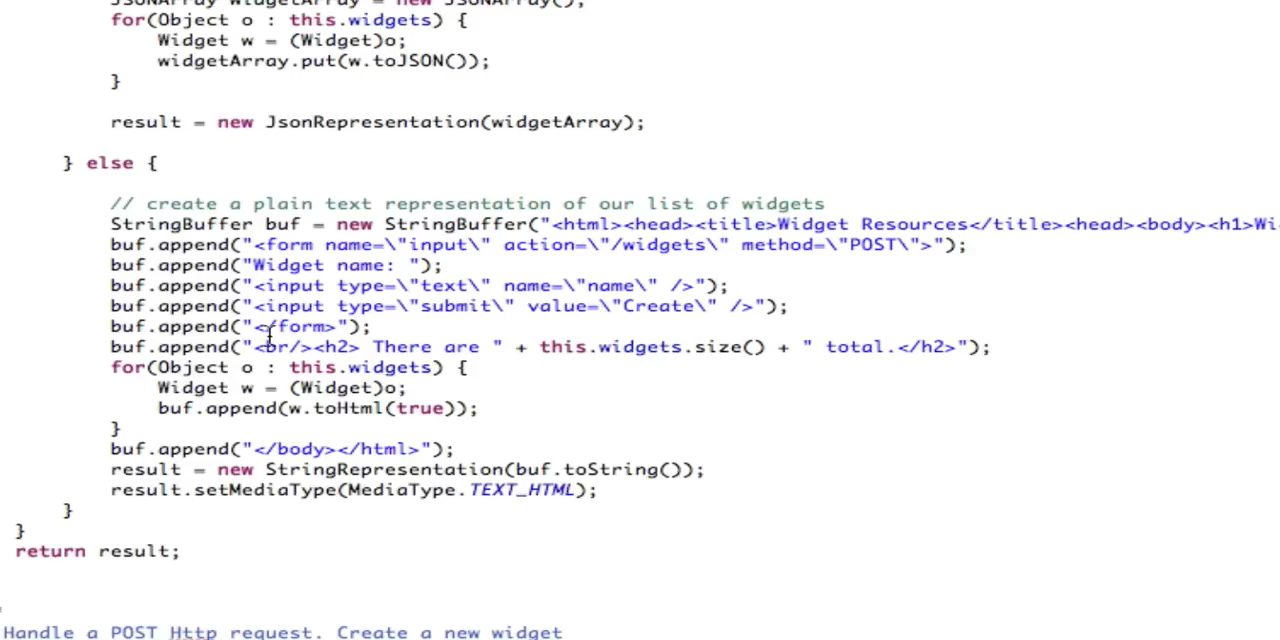 JSONArray widgetArray = new JSONArray();
for(Object o : this.widgets) {
Widget w = (Widget)o;
widgetArray.put(w.toJSON());
}
result = new JsonRepresentation(widgetArray);
} else {
// create a plain text representation of our list of widgets
StringBuffer buf = new StringBuffer("<html><head><title>Widget Resources</title><head><body><h1>Wi
buf.append("<form name=\"input\" action=\"/widgets\" method=\"POST\">");
buf.append("Widget name: ");
buf.append("<input type=\"text\" name=\"name\" />");
buf.append("<input type=\"submit\" value=\"Create\" />");
buf.append("</form>");
buf.append("<br/><h2> There are " + this.widgets.size() + " total.</h2>");
for(Object o : this.widgets) {
Widget w = (Widget)o;
buf.append(w.toHtml(true));
}
buf.append("</body></html>");
result = new StringRepresentation(buf.toString());
result.setMediaType(MediaType.TEXT_HTML);
}
}
return result;
Handle a POST Http request. Create a new widget